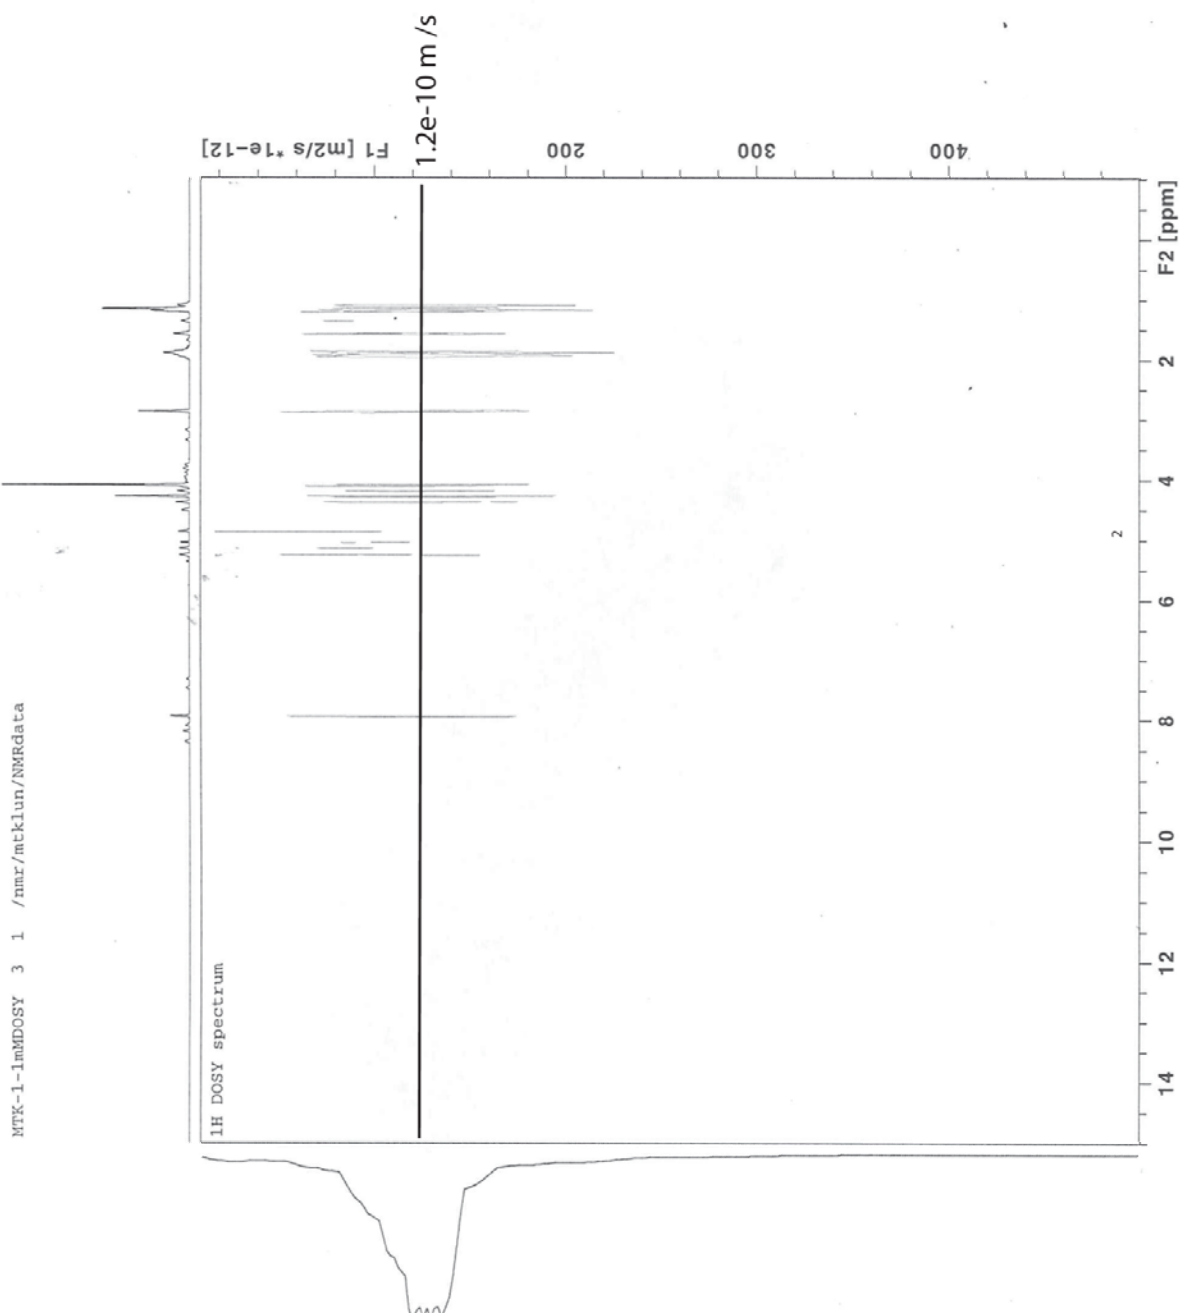 MTK-1-1mMDOSY 3 1 /nmr/mtklun/NMRdata
1H DOSY spectrum
F1 [m2/s *1e-12]
1.2e-10 m /s
200
300
400
F2 [ppm]
2
4
6
8
10
12
14
2